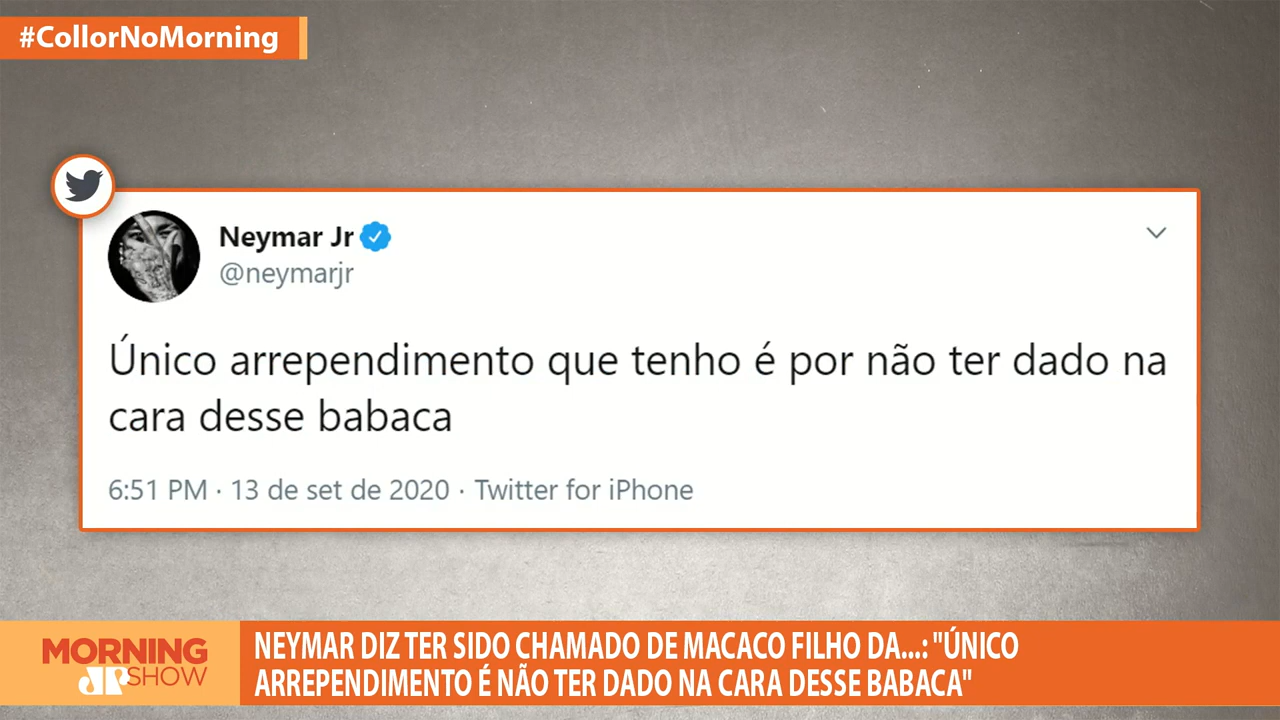 #CollorNoMorning
Neymar Jr
@neymarjr
Único arrependimento que tenho é por não ter dado na
cara desse babaca
6:51 PM · 13 de set de 2020 · Twitter for iPhone
MORNING
JP SHOW
NEYMAR DIZ TER SIDO CHAMADO DE MACACO FILHO DA...: "ÚNICO
ARREPENDIMENTO É NÃO TER DADO NA CARA DESSE BABACA"